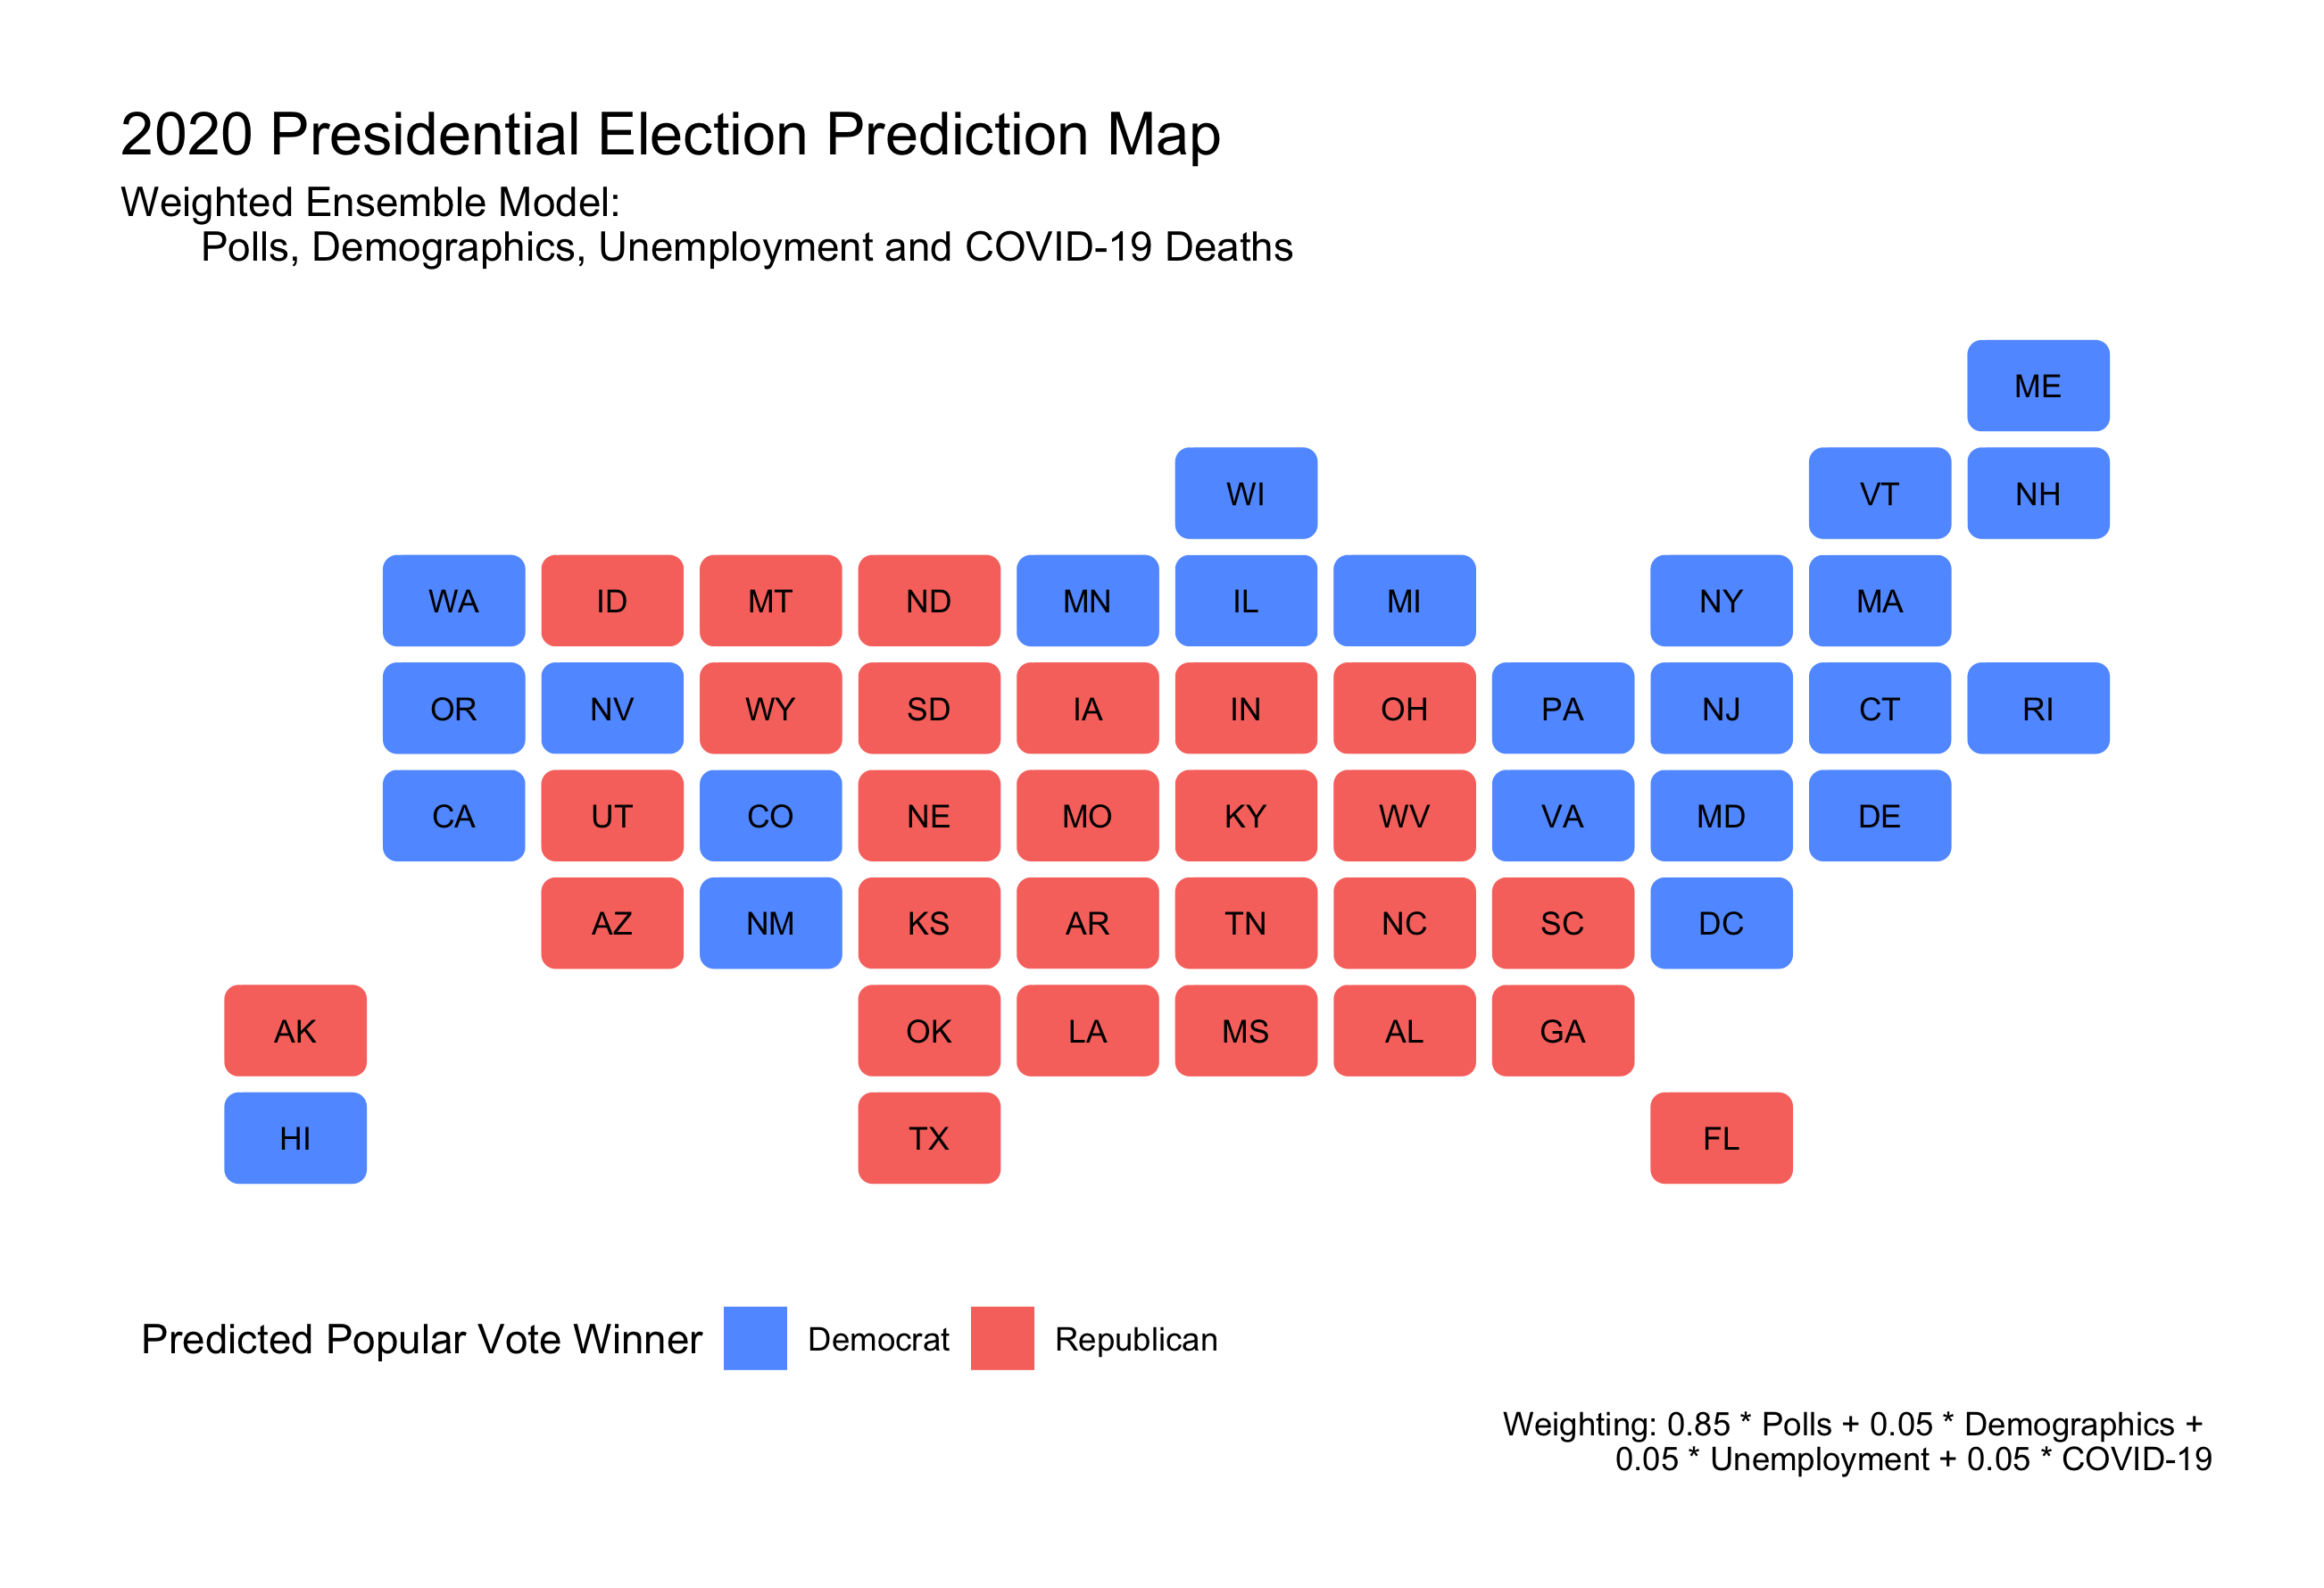 2020 Presidential Election Prediction Map
Weighted Ensemble Model:
Polls, Demographics, Unemployment and COVID-19 Deaths
ME
WI VT NH
WA ID MT ND MN IL MI NY MA
OR NV WY SD IA IN OH PA NJ CT RI
CA UT CO NE MO KY WV VA MD DE
AZ NM KS AR TN NC SC DC
AK OK LA MS AL GA
HI TX FL
Predicted Popular Vote Winner Democrat Republican
Weighting: 0.85 * Polls + 0.05 * Demographics +
0.05 * Unemployment + 0.05 * COVID-19